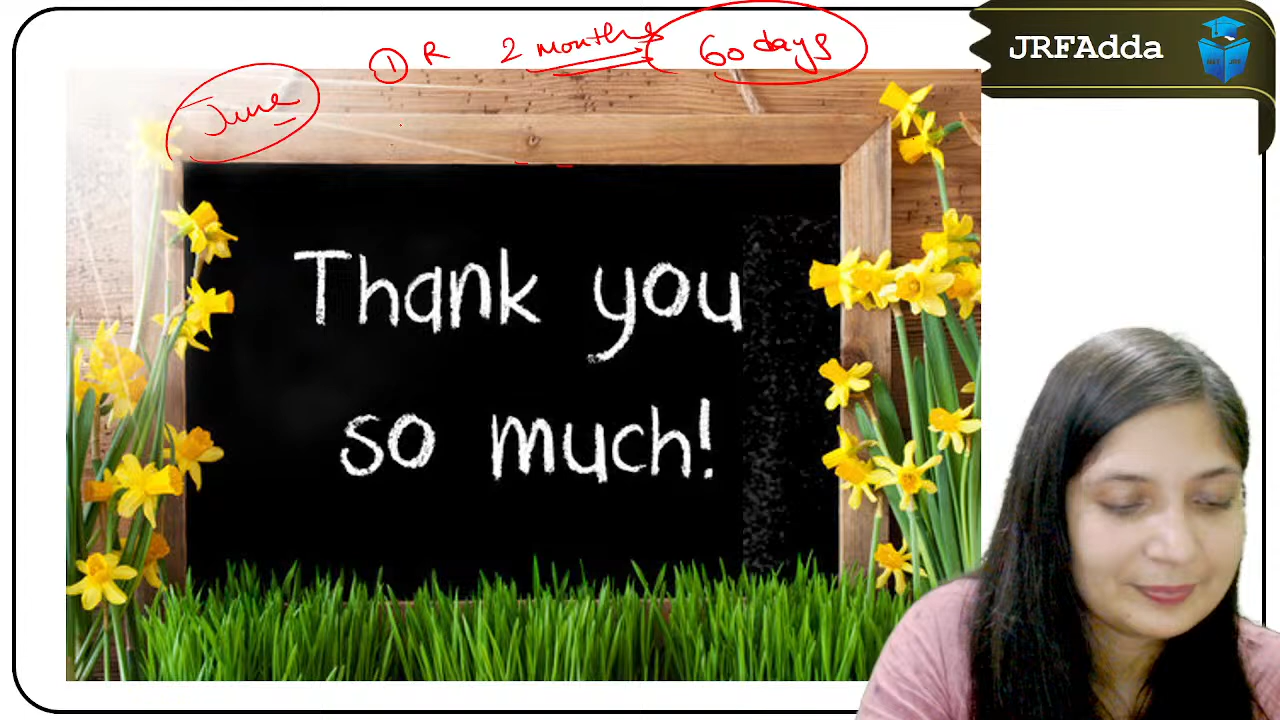 ① R 2 months 60 days
JRFAdda
June
Thank you
so much!